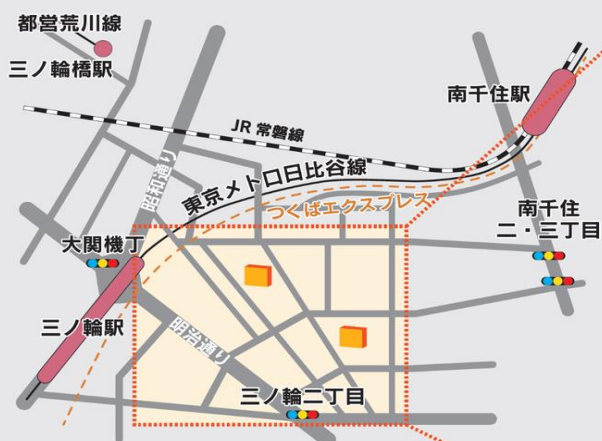 都営荒川線
三ノ輪橋駅
南千住駅
JR 常磐線
昭和通り
東京メトロ日比谷線
つくばエクスプレス
南千住
二・三丁目
大関機丁
三ノ輪駅
明治通り
三ノ輪二丁目